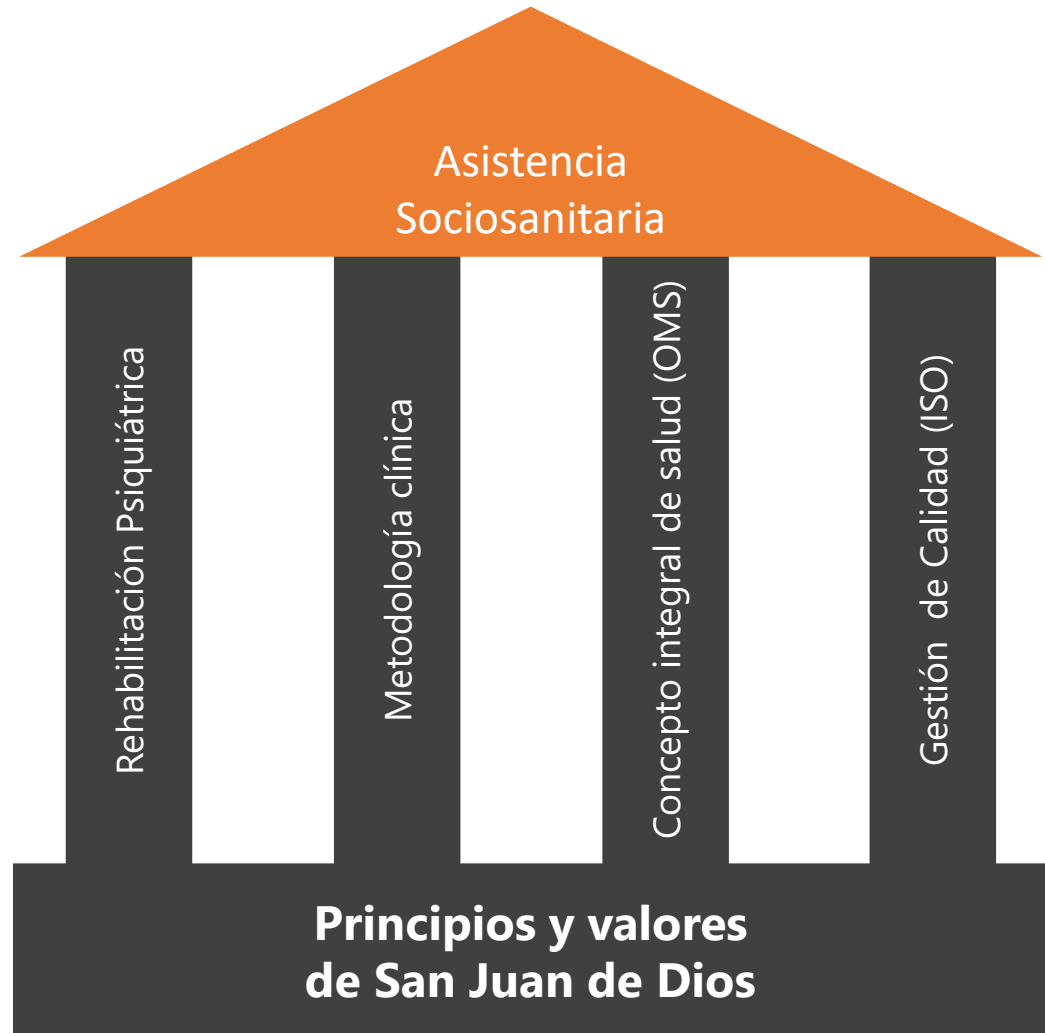 Asistencia
Sociosanitaria
Rehabilitación Psiquiátrica
Metodología clínica
Concepto integral de salud (OMS)
Gestión de Calidad (ISO)
Principios y valores
de San Juan de Dios